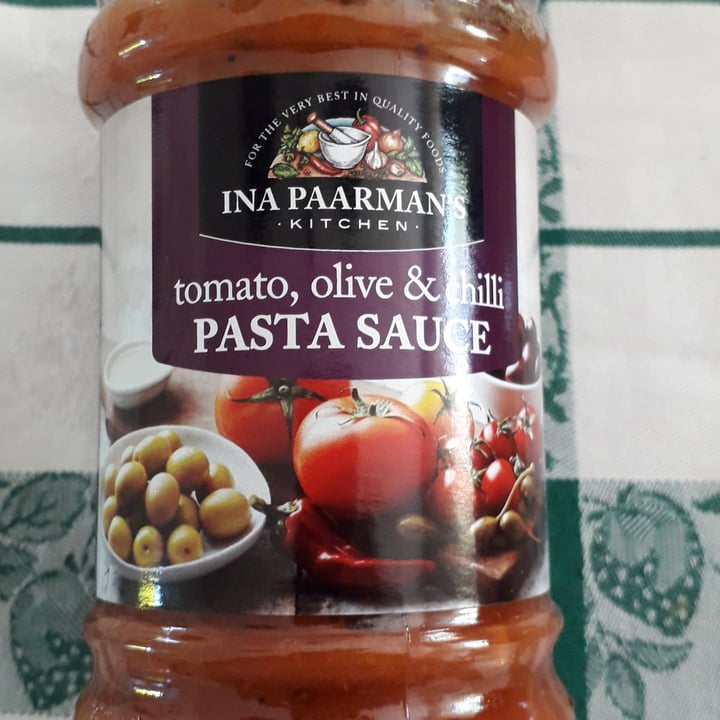 FOR THE VERY BEST IN QUALITY FOODS
INA PAARMAN'S
·KITCHEN·
tomato, olive & chilli
PASTA SAUCE